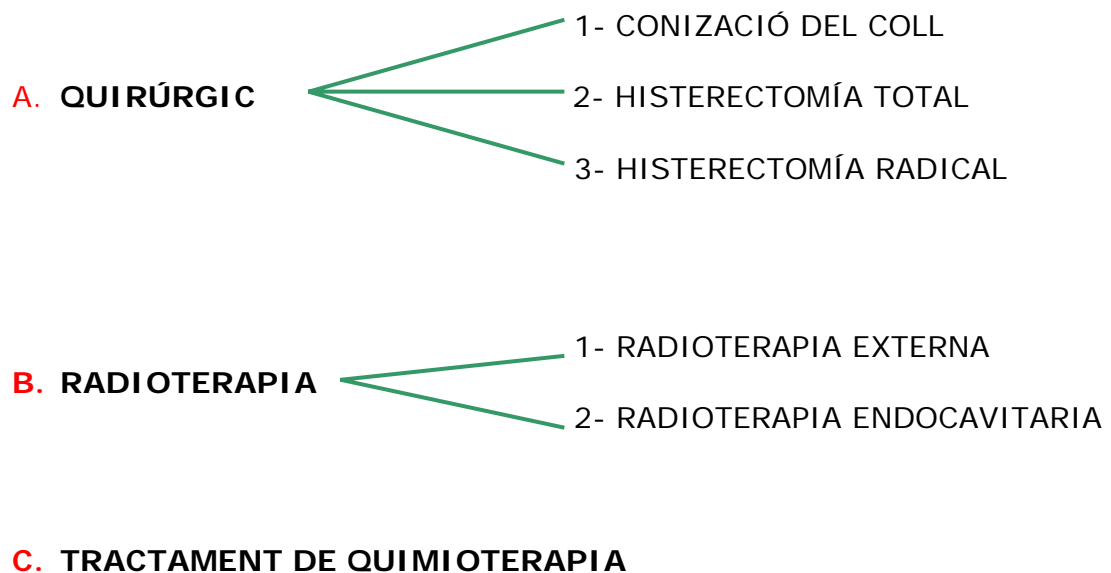 1- CONIZACIÓ DEL COLL
A. QUIRÚRGIC
2- HISTERECTOMÍA TOTAL
3- HISTERECTOMÍA RADICAL
1- RADIOTERAPIA EXTERNA
B. RADIOTERAPIA
2- RADIOTERAPIA ENDOCAVITARIA
C. TRACTAMENT DE QUIMIOTERAPIA